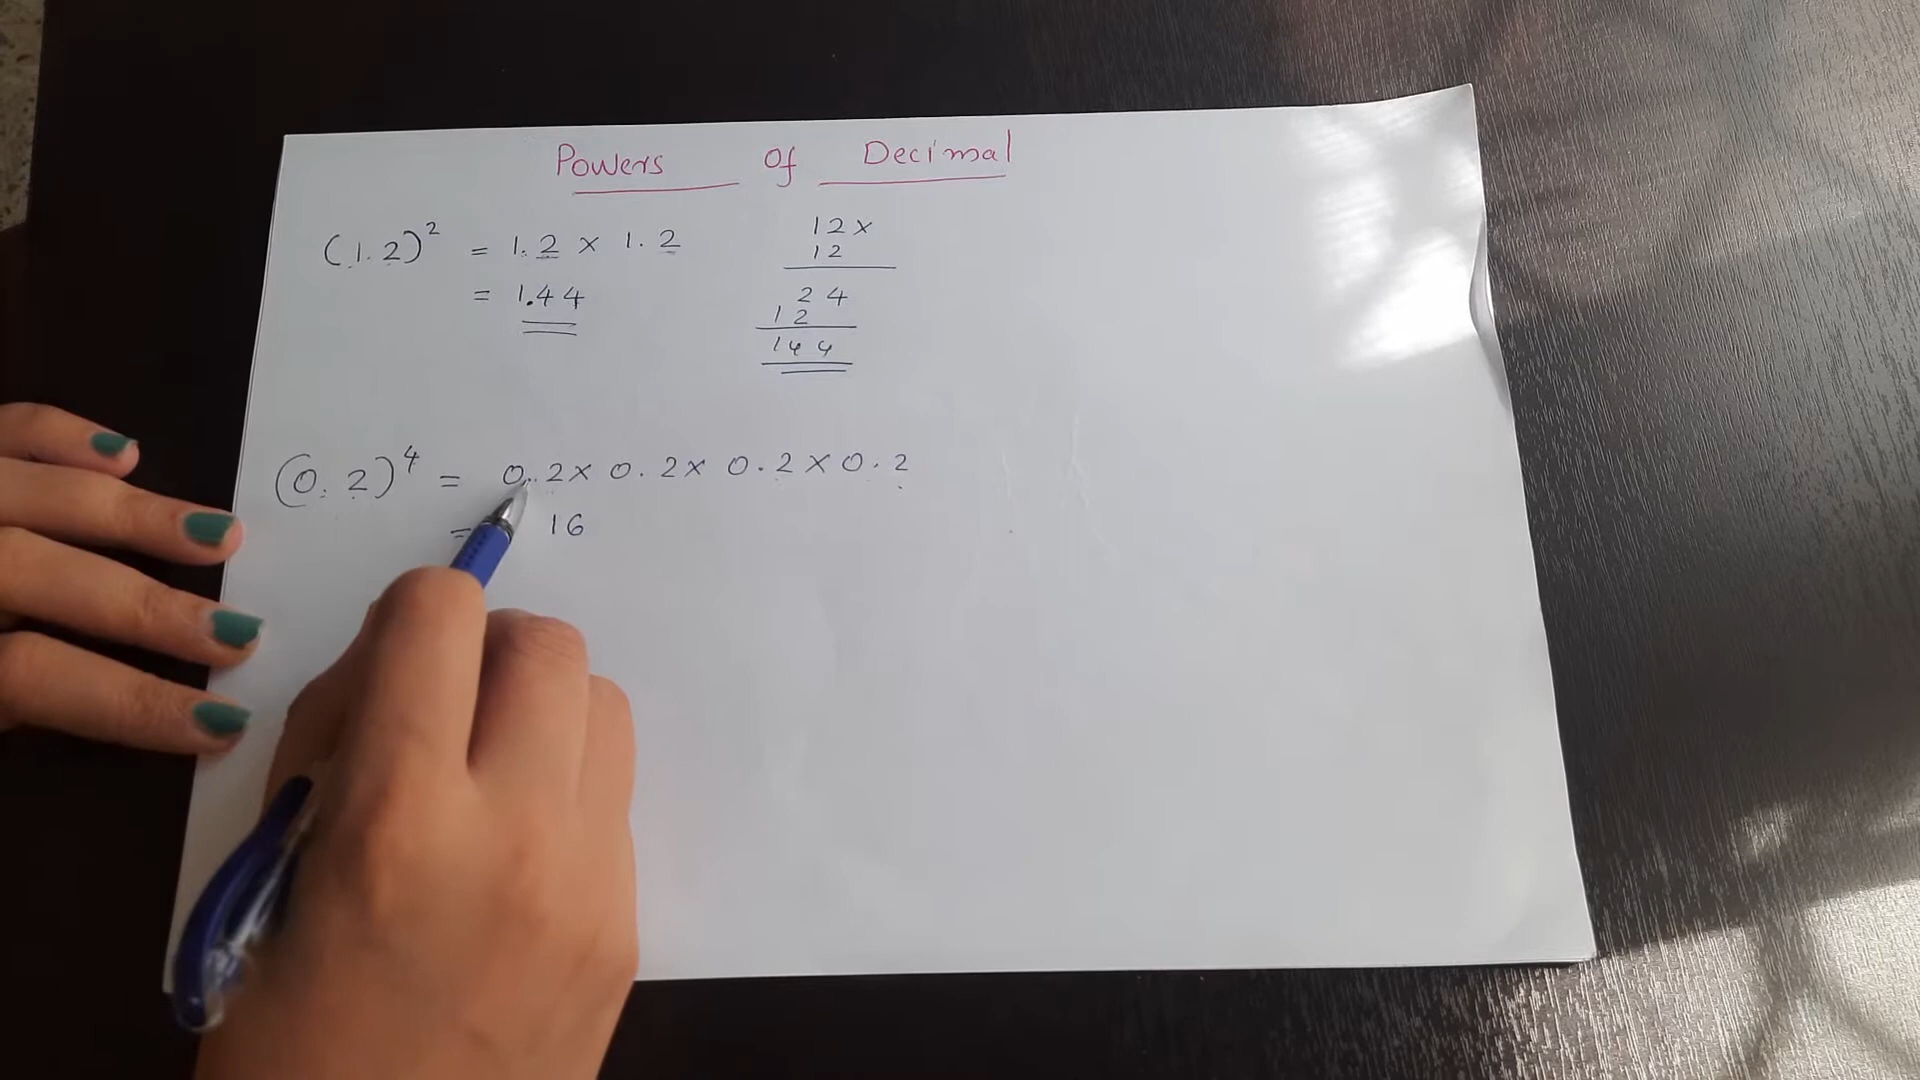 Powers Of Decimal
(1.2)² = 1.2 × 1.2
= 1.44
12 ×
12
24
12
144
(0.2)⁴ = 0.2 × 0.2 × 0.2 × 0.2
= 16